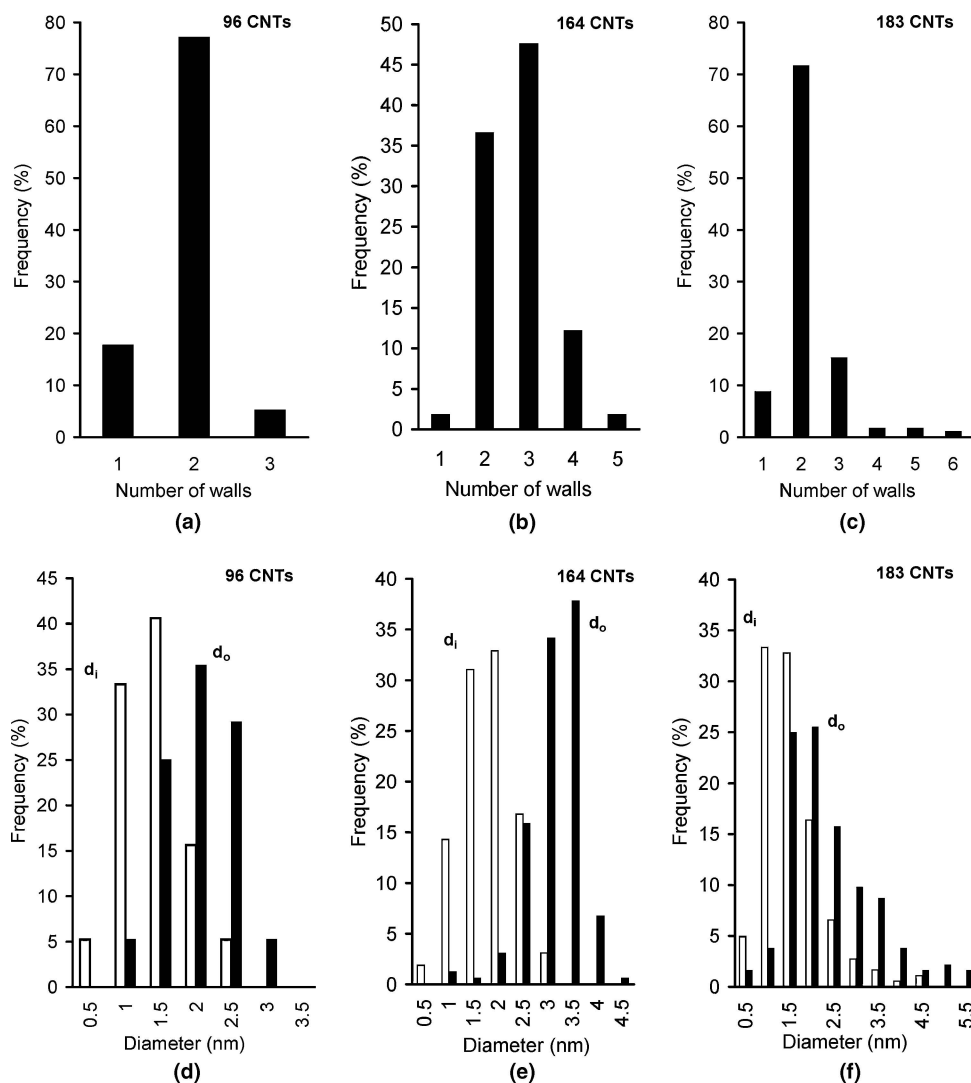 96 CNTs
80
70
60
50
40
30
20
10
0
Frequency (%)
1 2 3
Number of walls
(a)
164 CNTs
50
45
40
35
30
25
20
15
10
5
0
Frequency (%)
1 2 3 4 5
Number of walls
(b)
183 CNTs
80
70
60
50
40
30
20
10
0
Frequency (%)
1 2 3 4 5 6
Number of walls
(c)
96 CNTs
45
40
35
30
25
20
15
10
5
0
Frequency (%)
di
do
0.5 1 1.5 2 2.5 3 3.5
Diameter (nm)
(d)
164 CNTs
40
35
30
25
20
15
10
5
0
Frequency (%)
di
do
0.5 1 1.5 2 2.5 3 3.5 4 4.5
Diameter (nm)
(e)
183 CNTs
40
35
30
25
20
15
10
5
0
Frequency (%)
di
do
0.5 1.5 2.5 3.5 4.5 5.5
Diameter (nm)
(f)